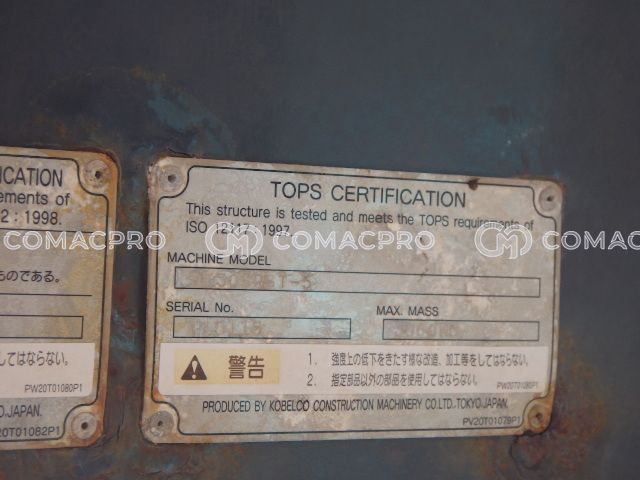 ICATION
ements of
2 : 1998.
ものである。
してはならない。
PW20T01080P1
O.JAPAN.
20T01082P1
TOPS CERTIFICATION
This structure is tested and meets the TOPS requirements of
ISO 12117 : 1997.
MACHINE MODEL
SERIAL No.
MAX. MASS
警告
1. 強度上の低下をきたす様な改造、加工等をしてはならない。
2. 指定部品以外の部品を使用してはならない。
PW20T01080P1
PRODUCED BY KOBELCO CONSTRUCTION MACHINERY CO.LTD.TOKYO.JAPAN.
PV20T01079P1
COMACPRO
COMACPRO
COMACP